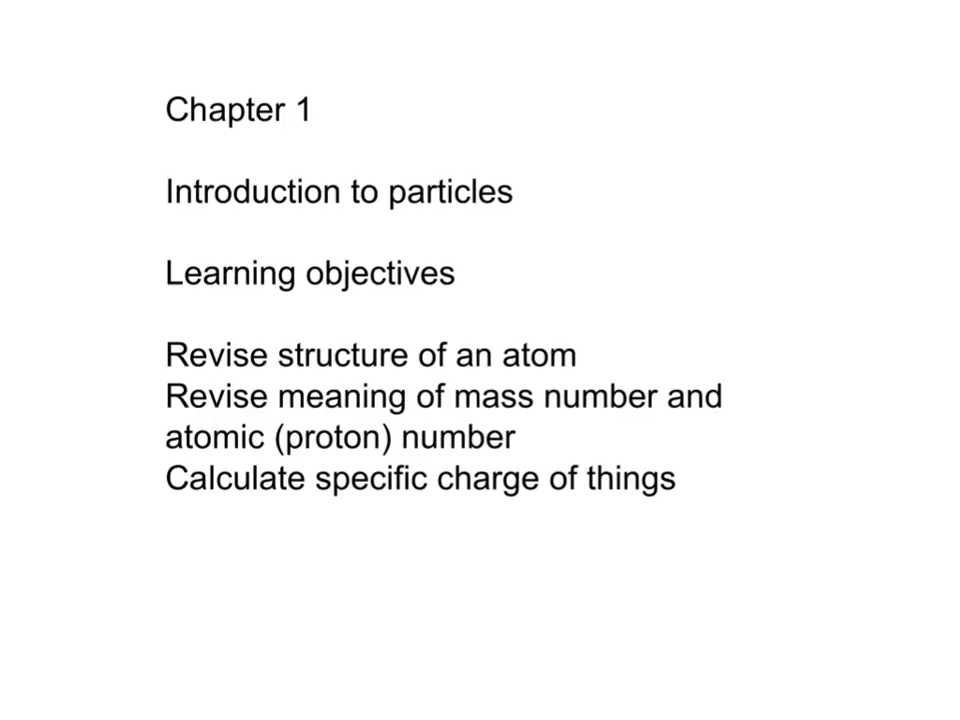 Chapter 1
Introduction to particles
Learning objectives
Revise structure of an atom
Revise meaning of mass number and
atomic (proton) number
Calculate specific charge of things